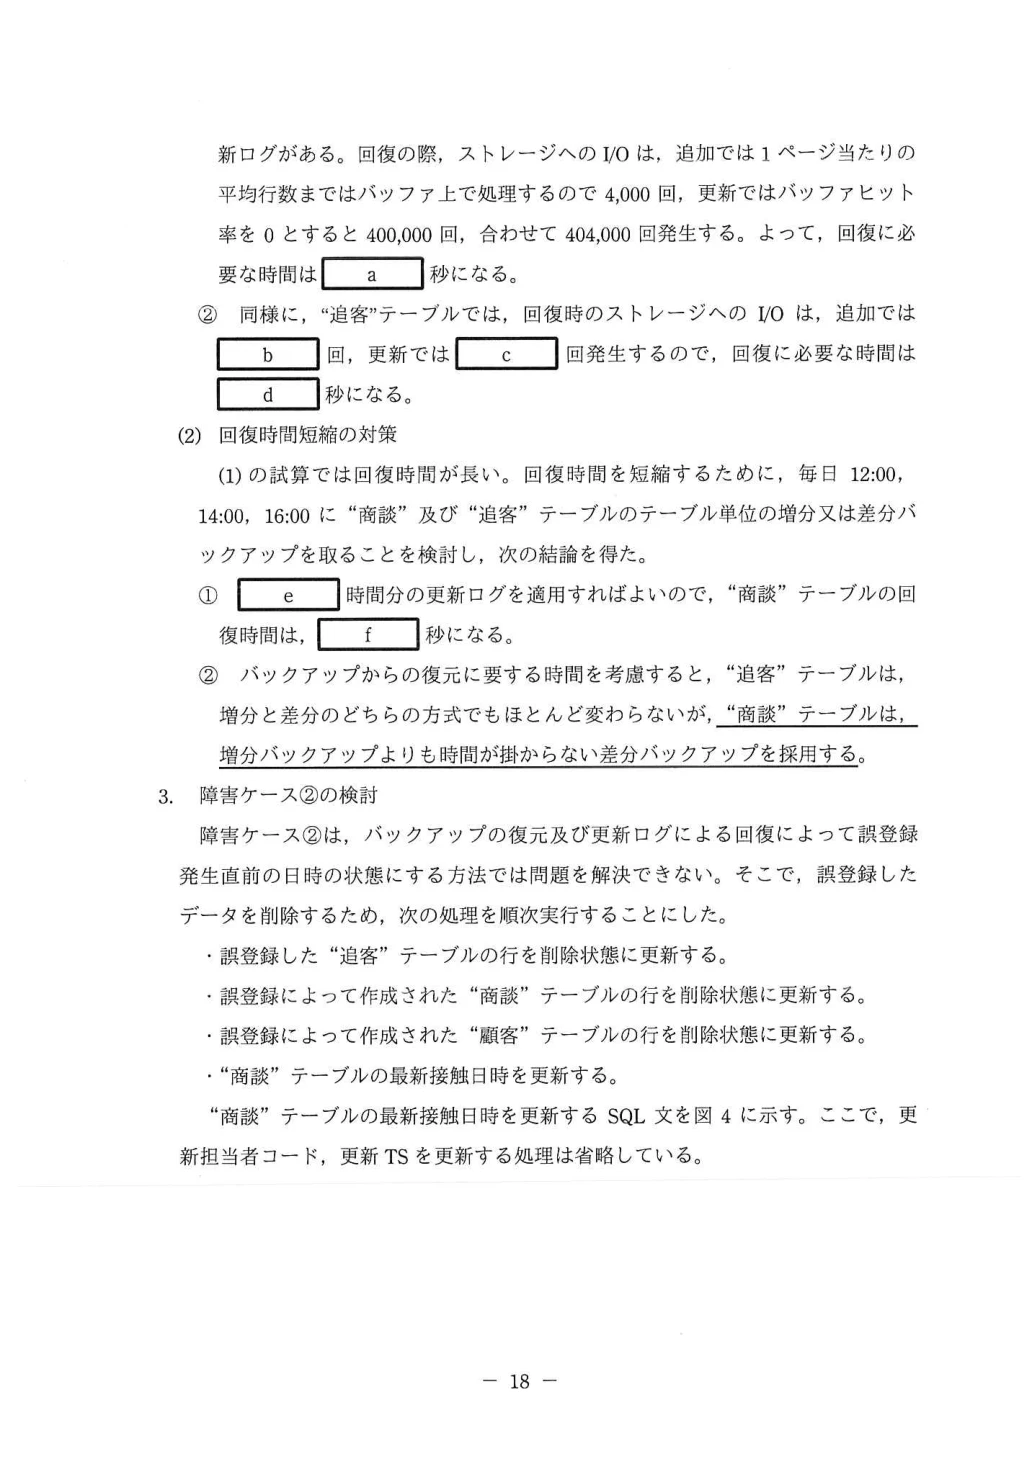 新ログがある。回復の際，ストレージへの I/O は，追加では 1 ページ当たりの
平均行数まではバッファ上で処理するので 4,000 回，更新ではバッファヒット
率を 0 とすると 400,000 回，合わせて 404,000 回発生する。よって，回復に必
要な時間は a 秒になる。
② 同様に，“追客”テーブルでは，回復時のストレージへの I/O は，追加では
b 回，更新では c 回発生するので，回復に必要な時間は
d 秒になる。
(2) 回復時間短縮の対策
(1) の試算では回復時間が長い。回復時間を短縮するために，毎日 12:00，
14:00，16:00 に “商談” 及び “追客” テーブルのテーブル単位の増分又は差分バ
ックアップを取ることを検討し，次の結論を得た。
① e 時間分の更新ログを適用すればよいので，“商談” テーブルの回
復時間は， f 秒になる。
② バックアップからの復元に要する時間を考慮すると，“追客” テーブルは，
増分と差分のどちらの方式でもほとんど変わらないが，“商談” テーブルは，
増分バックアップよりも時間が掛からない差分バックアップを採用する。
3. 障害ケース②の検討
障害ケース②は，バックアップの復元及び更新ログによる回復によって誤登録
発生直前の日時の状態にする方法では問題を解決できない。そこで，誤登録した
データを削除するため，次の処理を順次実行することにした。
・誤登録した “追客” テーブルの行を削除状態に更新する。
・誤登録によって作成された “商談” テーブルの行を削除状態に更新する。
・誤登録によって作成された “顧客” テーブルの行を削除状態に更新する。
・“商談” テーブルの最新接触日時を更新する。
“商談” テーブルの最新接触日時を更新する SQL 文を図 4 に示す。ここで，更
新担当者コード，更新 TS を更新する処理は省略している。
－ 18 －